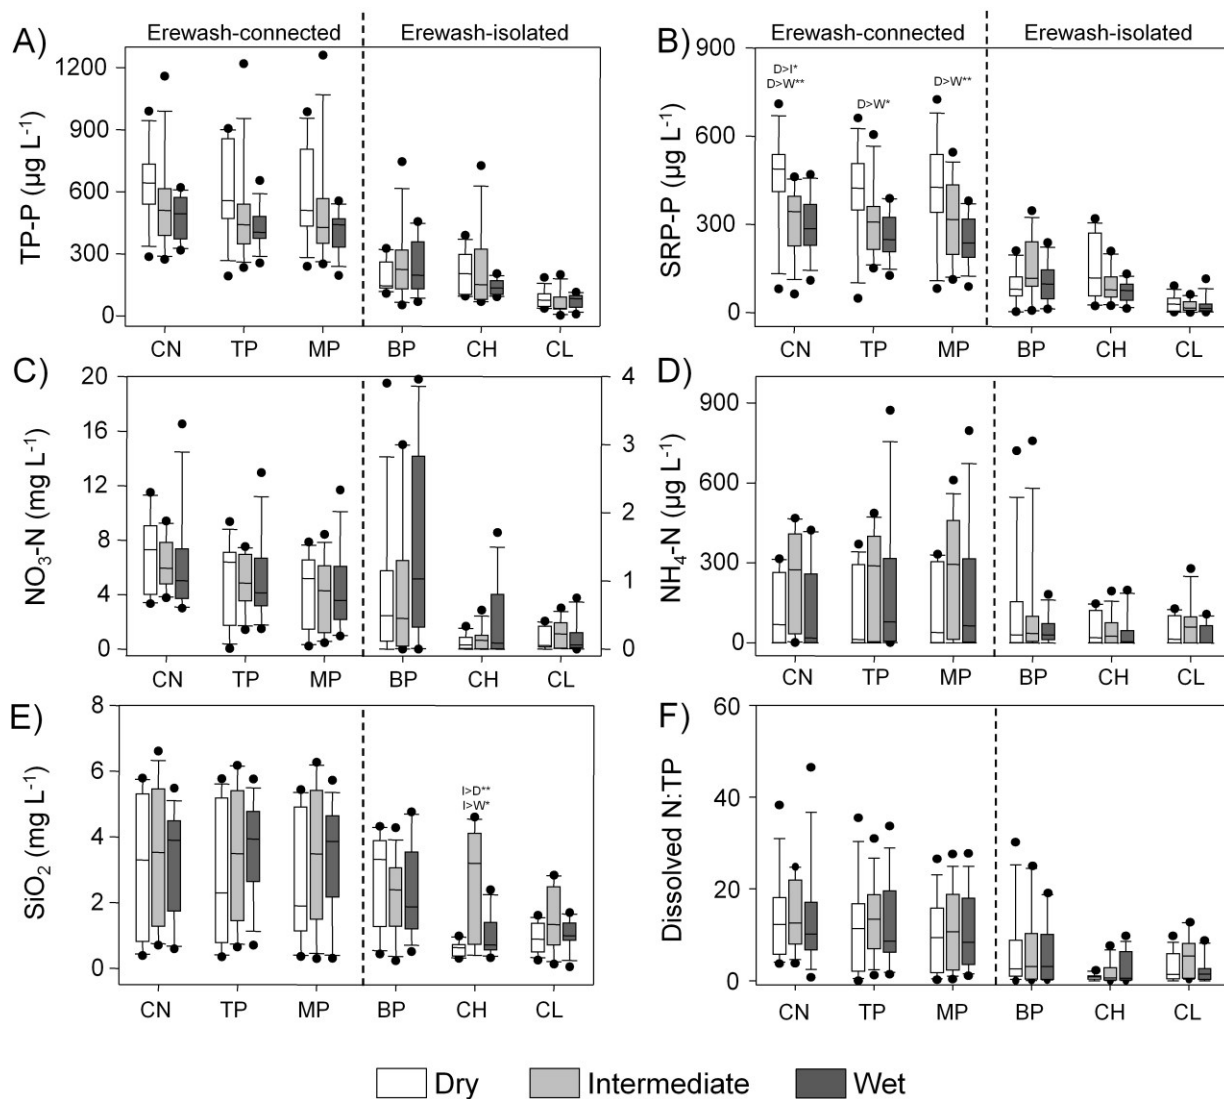 A)
Erewash-connected
Erewash-isolated
TP-P (µg L-1)
1200
900
600
300
0
CN
TP
MP
BP
CH
CL
B)
Erewash-connected
Erewash-isolated
SRP-P (µg L-1)
900
600
300
0
D>I*
D>W**
D>W*
D>W**
CN
TP
MP
BP
CH
CL
C)
NO3-N (mg L-1)
20
16
12
8
4
0
4
3
2
1
0
CN
TP
MP
BP
CH
CL
D)
NH4-N (µg L-1)
900
600
300
0
CN
TP
MP
BP
CH
CL
E)
SiO2 (mg L-1)
8
6
4
2
0
I>D**
I>W*
CN
TP
MP
BP
CH
CL
F)
Dissolved N:TP
60
40
20
0
CN
TP
MP
BP
CH
CL
Dry
Intermediate
Wet